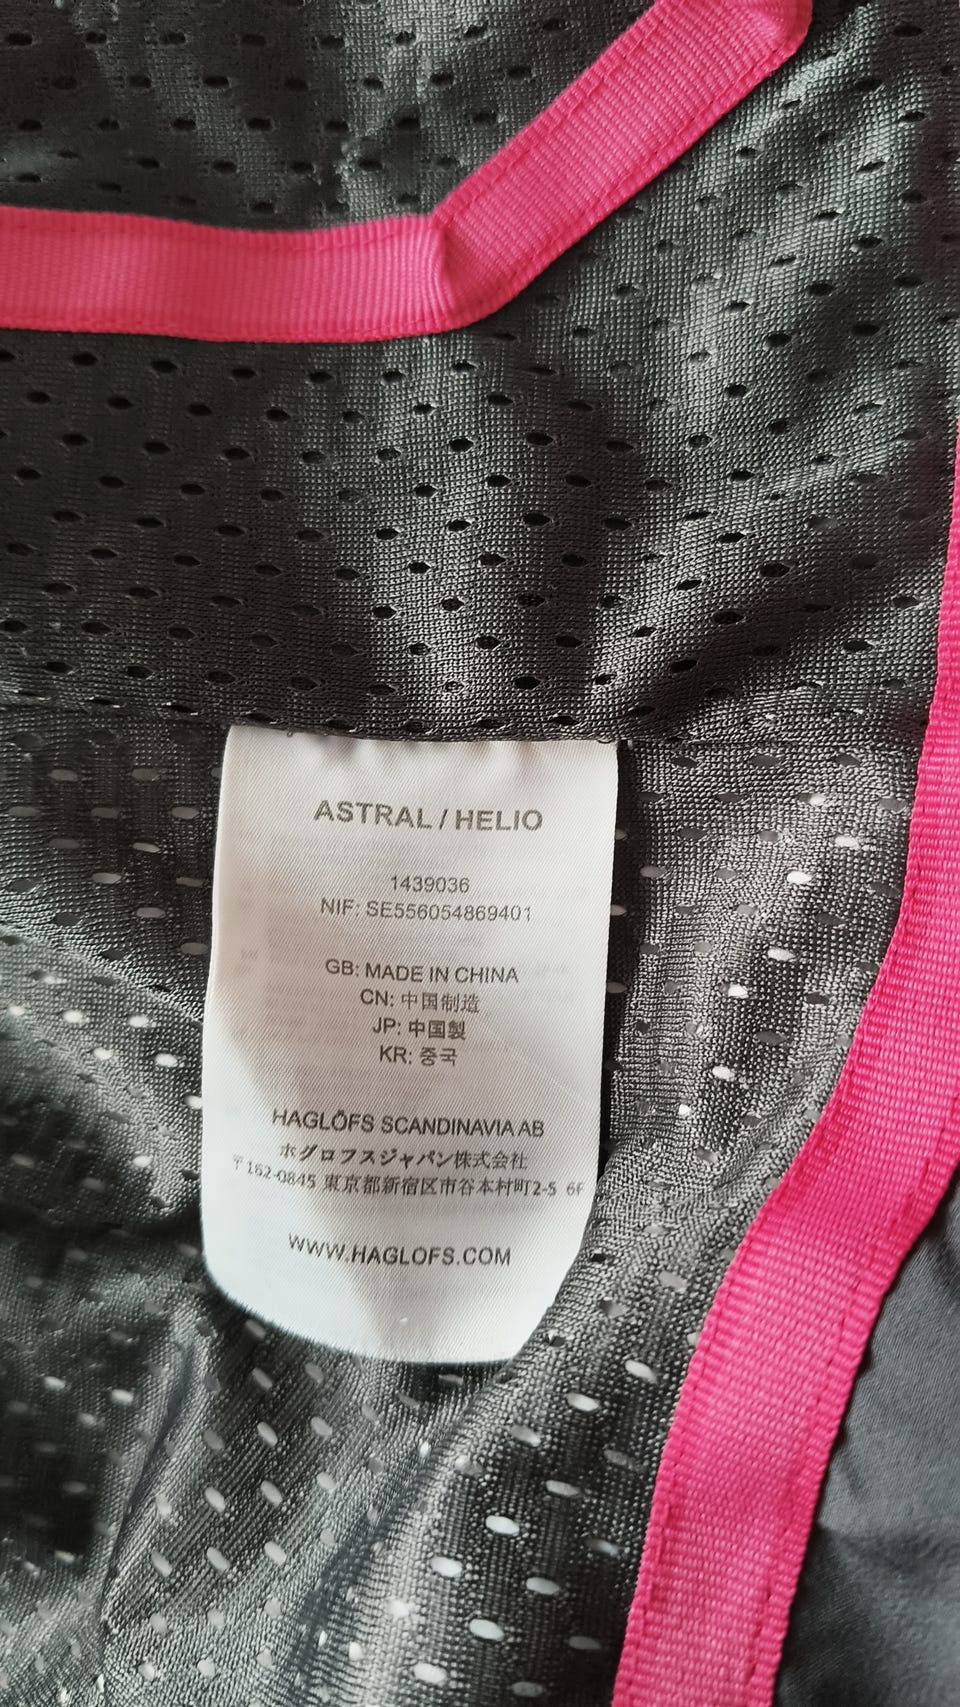 ASTRAL / HELIO
1439036
NIF: SE556054869401
GB: MADE IN CHINA
CN: 中国制造
JP: 中国製
KR: 중국
HAGLÖFS SCANDINAVIA AB
ホグロフスジャパン株式会社
〒162-0845 東京都新宿区市谷本村町2-5 6F
WWW.HAGLOFS.COM